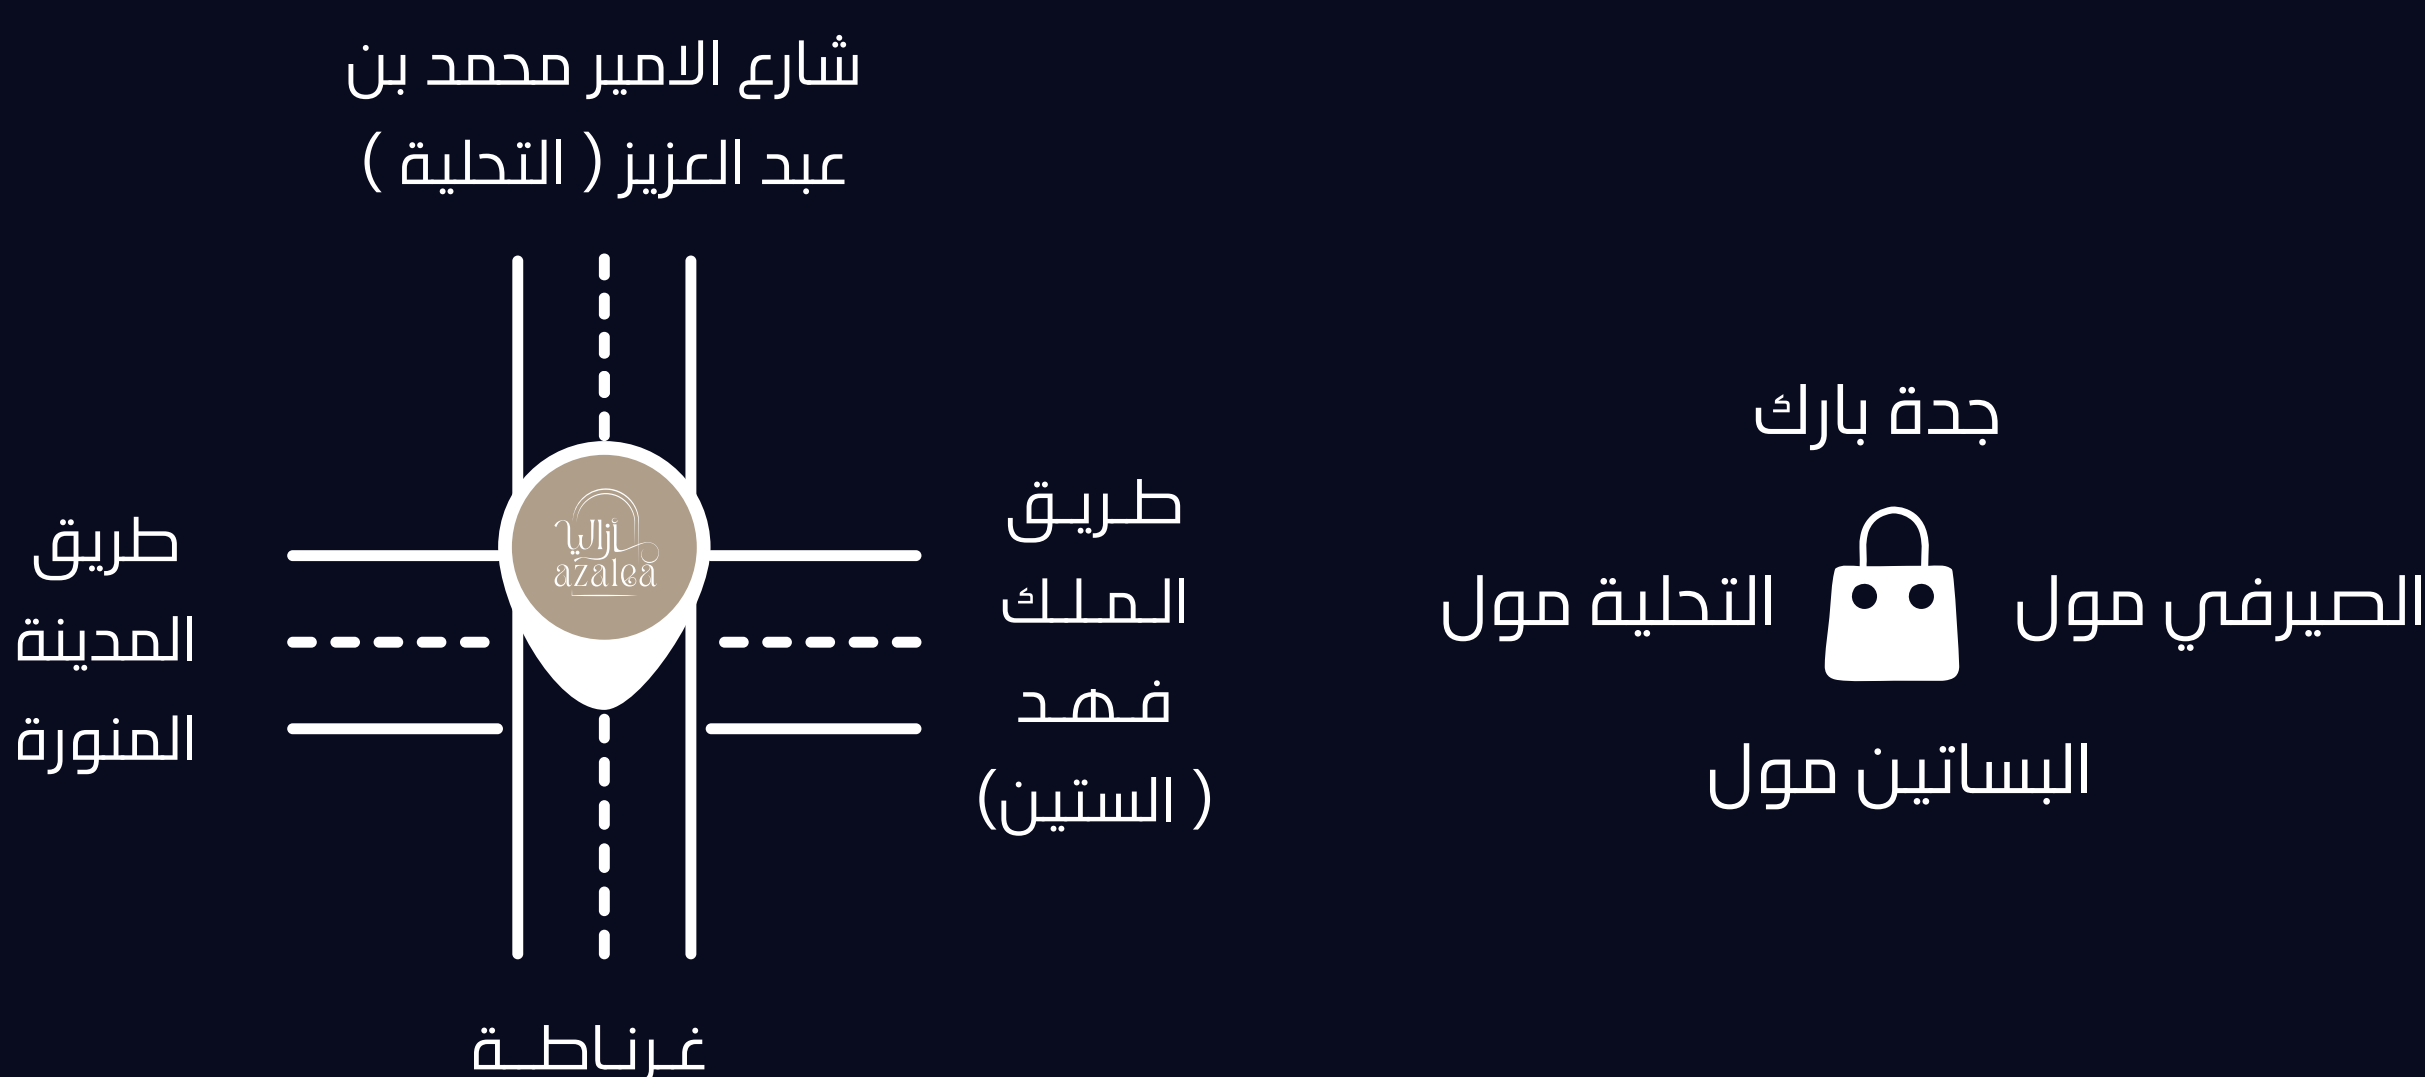 شارع الامير محمد بن
عبد العزيز ( التحلية )
طـريـق
الـمـلـك
فـهـد
( الستين)
أزاليا
azalea
طريق
المدينة
المنورة
غـرنـاطـة
جدة بارك
الصيرفي مول
التحلية مول
البساتين مول